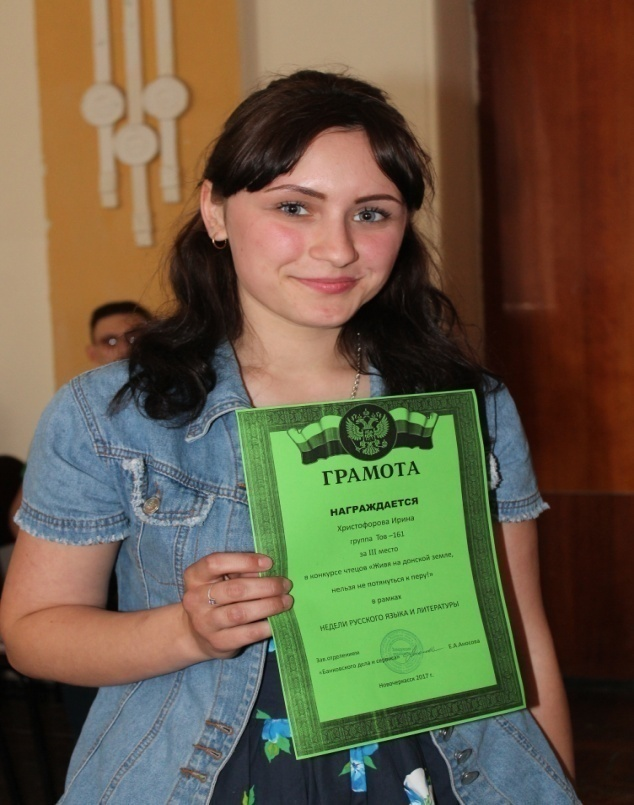 ГРАМОТА
НАГРАЖДАЕТСЯ
Христофорова Ирина
группа Тов –161
за III место
в конкурсе чтецов «Живя на донской земле,
нельзя не потянуться к перу!»
в рамках
НЕДЕЛИ РУССКОГО ЯЗЫКА И ЛИТЕРАТУРЫ
Зав отделением
«Банковского дела и сервиса» Е.А.Аникова
Новочеркасск 2017 г.